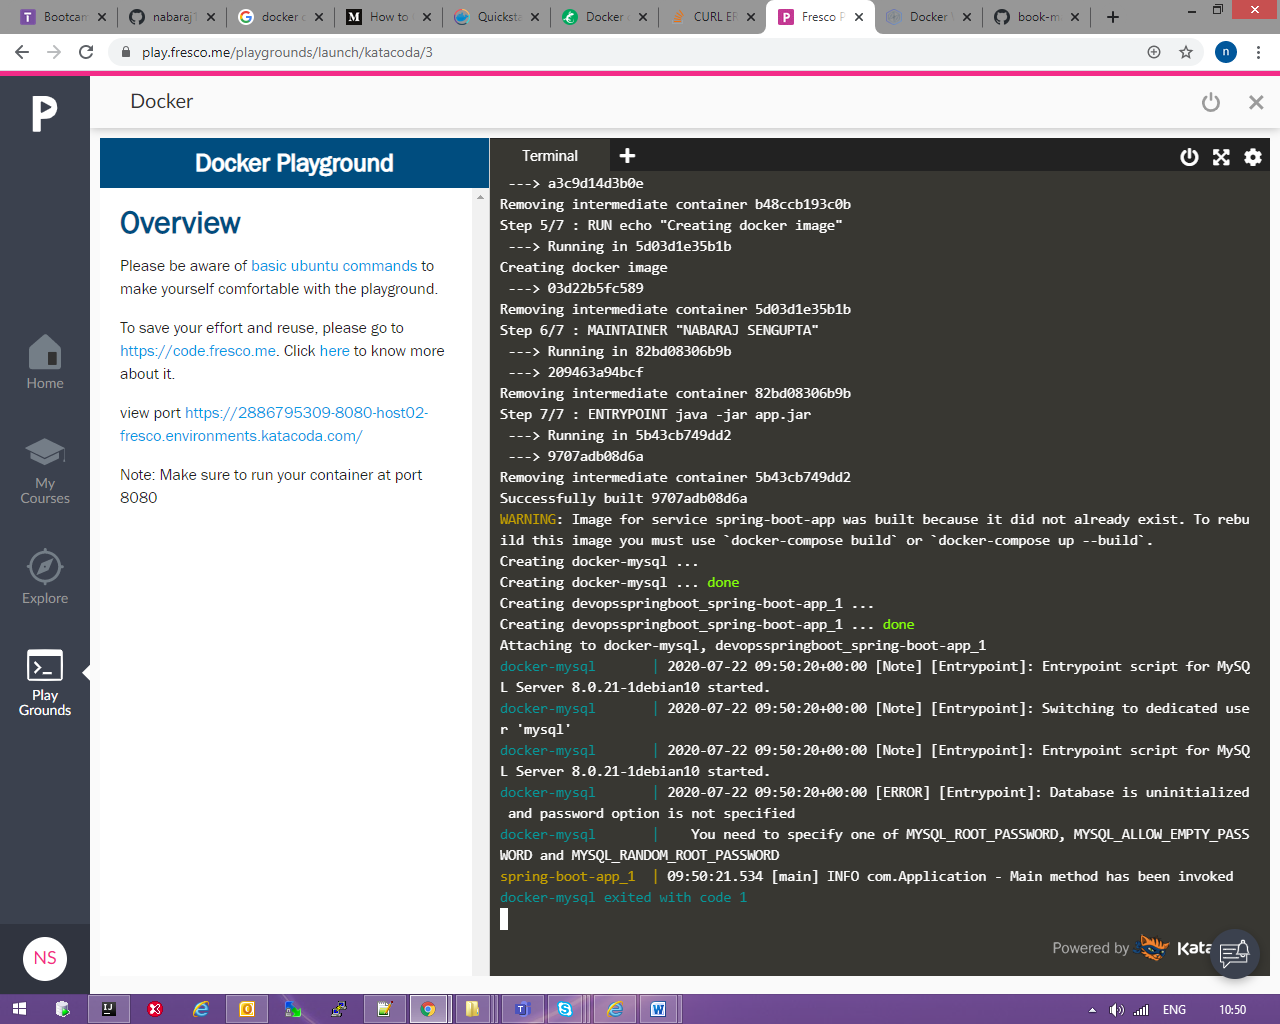 Bootcam
nabaraj1
docker c
How to
Quicksta
Docker
CURL ER
Fresco P
Docker
book-m
play.fresco.me/playgrounds/launch/katacoda/3
n
Docker
Home
My
Courses
Explore
Play
Grounds
NS
Docker Playground
Overview
Please be aware of basic ubuntu commands to
make yourself comfortable with the playground.
To save your effort and reuse, please go to
https://code.fresco.me. Click here to know more
about it.
view port https://2886795309-8080-host02-
fresco.environments.katacoda.com/
Note: Make sure to run your container at port
8080
Terminal
---> a3c9d14d3b0e
Removing intermediate container b48ccb193c0b
Step 5/7 : RUN echo "Creating docker image"
---> Running in 5d03d1e35b1b
Creating docker image
---> 03d22b5fc589
Removing intermediate container 5d03d1e35b1b
Step 6/7 : MAINTAINER "NABARAJ SENGUPTA"
---> Running in 82bd08306b9b
---> 209463a94bcf
Removing intermediate container 82bd08306b9b
Step 7/7 : ENTRYPOINT java -jar app.jar
---> Running in 5b43cb749dd2
---> 9707adb08d6a
Removing intermediate container 5b43cb749dd2
Successfully built 9707adb08d6a
WARNING: Image for service spring-boot-app was built because it did not already exist. To rebu
ild this image you must use `docker-compose build` or `docker-compose up --build`.
Creating docker-mysql ...
Creating docker-mysql ... done
Creating devopsspringboot_spring-boot-app_1 ...
Creating devopsspringboot_spring-boot-app_1 ... done
Attaching to docker-mysql, devopsspringboot_spring-boot-app_1
docker-mysql | 2020-07-22 09:50:20+00:00 [Note] [Entrypoint]: Entrypoint script for MySQ
L Server 8.0.21-1debian10 started.
docker-mysql | 2020-07-22 09:50:20+00:00 [Note] [Entrypoint]: Switching to dedicated use
r 'mysql'
docker-mysql | 2020-07-22 09:50:20+00:00 [Note] [Entrypoint]: Entrypoint script for MySQ
L Server 8.0.21-1debian10 started.
docker-mysql | 2020-07-22 09:50:20+00:00 [ERROR] [Entrypoint]: Database is uninitialized
and password option is not specified
docker-mysql | You need to specify one of MYSQL_ROOT_PASSWORD, MYSQL_ALLOW_EMPTY_PASS
WORD and MYSQL_RANDOM_ROOT_PASSWORD
spring-boot-app_1 | 09:50:21.534 [main] INFO com.Application - Main method has been invoked
docker-mysql exited with code 1
Powered by Kata
ENG
10:50